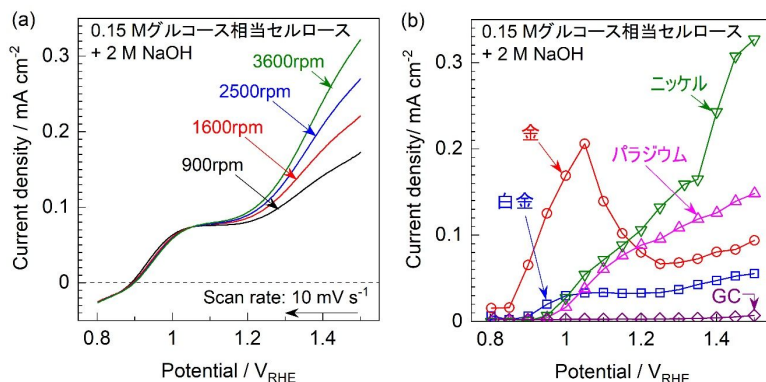 (a)
0.15 Mグルコース相当セルロース
+ 2 M NaOH
3600rpm
2500rpm
1600rpm
900rpm
Scan rate: 10 mV s⁻¹
Current density / mA cm⁻²
0.3
0.2
0.1
0
0.8
1
1.2
1.4
Potential / V_RHE
(b)
0.15 Mグルコース相当セルロース
+ 2 M NaOH
ニッケル
金
パラジウム
白金
GC
Current density / mA cm⁻²
0.3
0.2
0.1
0
0.8
1
1.2
1.4
Potential / V_RHE